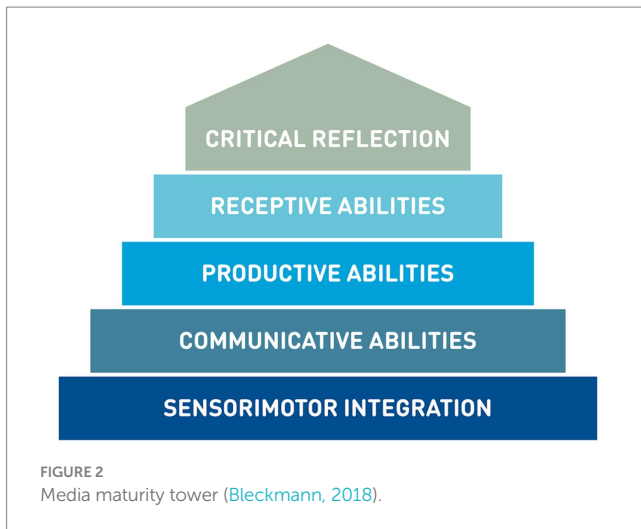 CRITICAL REFLECTION
RECEPTIVE ABILITIES
PRODUCTIVE ABILITIES
COMMUNICATIVE ABILITIES
SENSORIMOTOR INTEGRATION
FIGURE 2
Media maturity tower (Bleckmann, 2018).